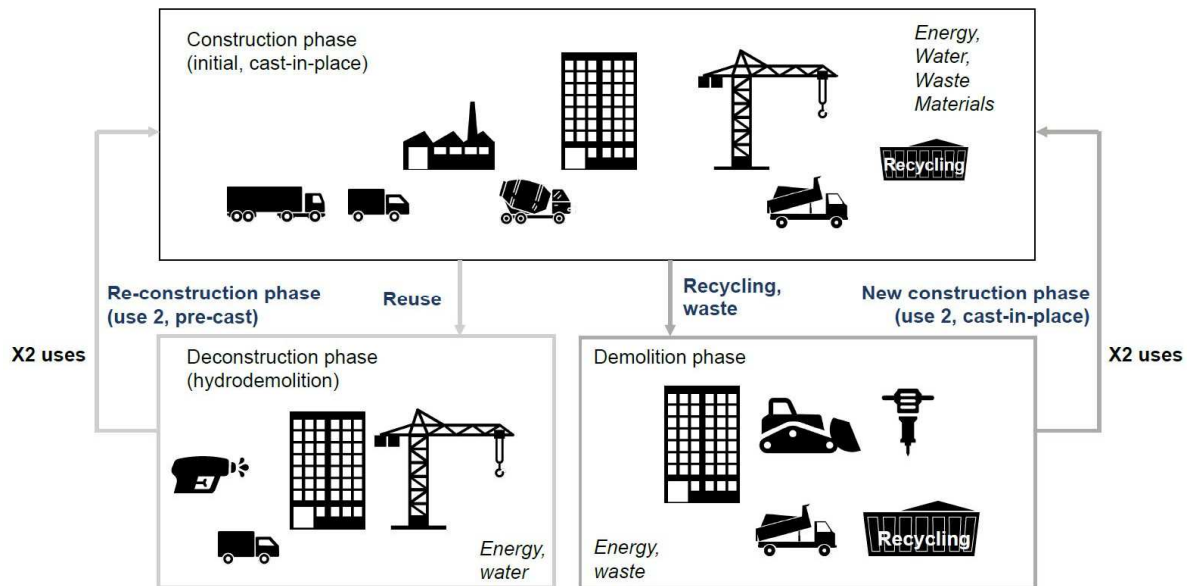 Construction phase
(initial, cast-in-place)
Energy,
Water,
Waste
Materials
Recycling
Re-construction phase
(use 2, pre-cast)
Reuse
Recycling,
waste
New construction phase
(use 2, cast-in-place)
X2 uses
X2 uses
Deconstruction phase
(hydrodemolition)
Energy,
water
Demolition phase
Recycling
Energy,
waste